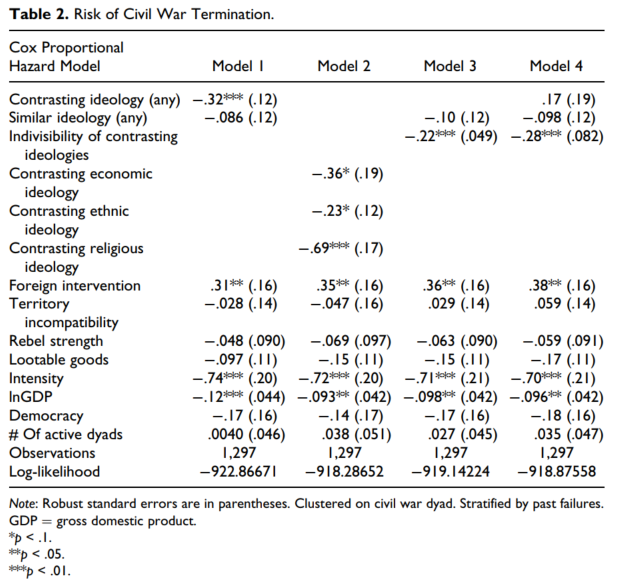 Table 2. Risk of Civil War Termination.
Cox Proportional
Hazard Model Model 1 Model 2 Model 3 Model 4
Contrasting ideology (any) −.32*** (.12) .17 (.19)
Similar ideology (any) −.086 (.12) −.10 (.12) −.098 (.12)
Indivisibility of contrasting −.22*** (.049) −.28*** (.082)
ideologies
Contrasting economic −.36* (.19)
ideology
Contrasting ethnic −.23* (.12)
ideology
Contrasting religious −.69*** (.17)
ideology
Foreign intervention .31** (.16) .35** (.16) .36** (.16) .38** (.16)
Territory −.028 (.14) −.047 (.16) .029 (.14) .059 (.14)
incompatibility
Rebel strength −.048 (.090) −.069 (.097) −.063 (.090) −.059 (.091)
Lootable goods −.097 (.11) −.15 (.11) −.15 (.11) −.17 (.11)
Intensity −.74*** (.20) −.72*** (.20) −.71*** (.21) −.70*** (.21)
lnGDP −.12*** (.044) −.093** (.042) −.098** (.042) −.096** (.042)
Democracy −.17 (.16) −.14 (.17) −.17 (.16) −.18 (.16)
# Of active dyads .0040 (.046) .038 (.051) .027 (.045) .035 (.047)
Observations 1,297 1,297 1,297 1,297
Log-likelihood −922.86671 −918.28652 −919.14224 −918.87558
Note: Robust standard errors are in parentheses. Clustered on civil war dyad. Stratified by past failures.
GDP = gross domestic product.
*p < .1.
**p < .05.
***p < .01.